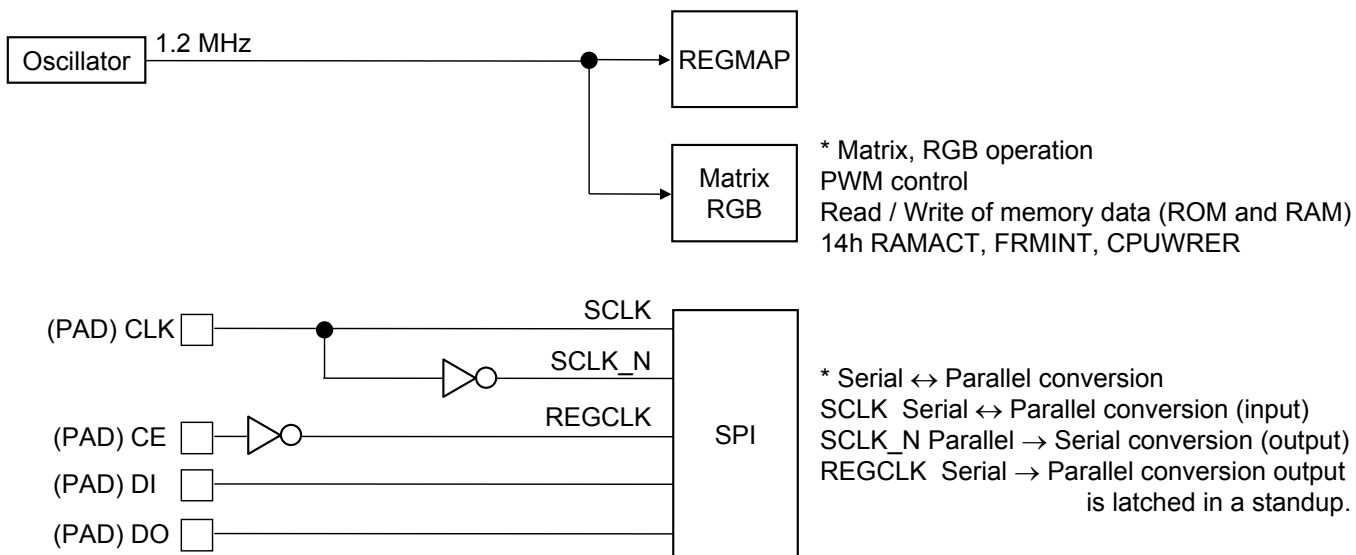 1.2 MHz
Oscillator
REGMAP
Matrix
RGB
* Matrix, RGB operation
PWM control
Read / Write of memory data (ROM and RAM)
14h RAMACT, FRMINT, CPUWRER
(PAD) CLK
SCLK
SCLK_N
(PAD) CE
REGCLK
(PAD) DI
(PAD) DO
SPI
* Serial ↔ Parallel conversion
SCLK Serial ↔ Parallel conversion (input)
SCLK_N Parallel → Serial conversion (output)
REGCLK Serial → Parallel conversion output
is latched in a standup.